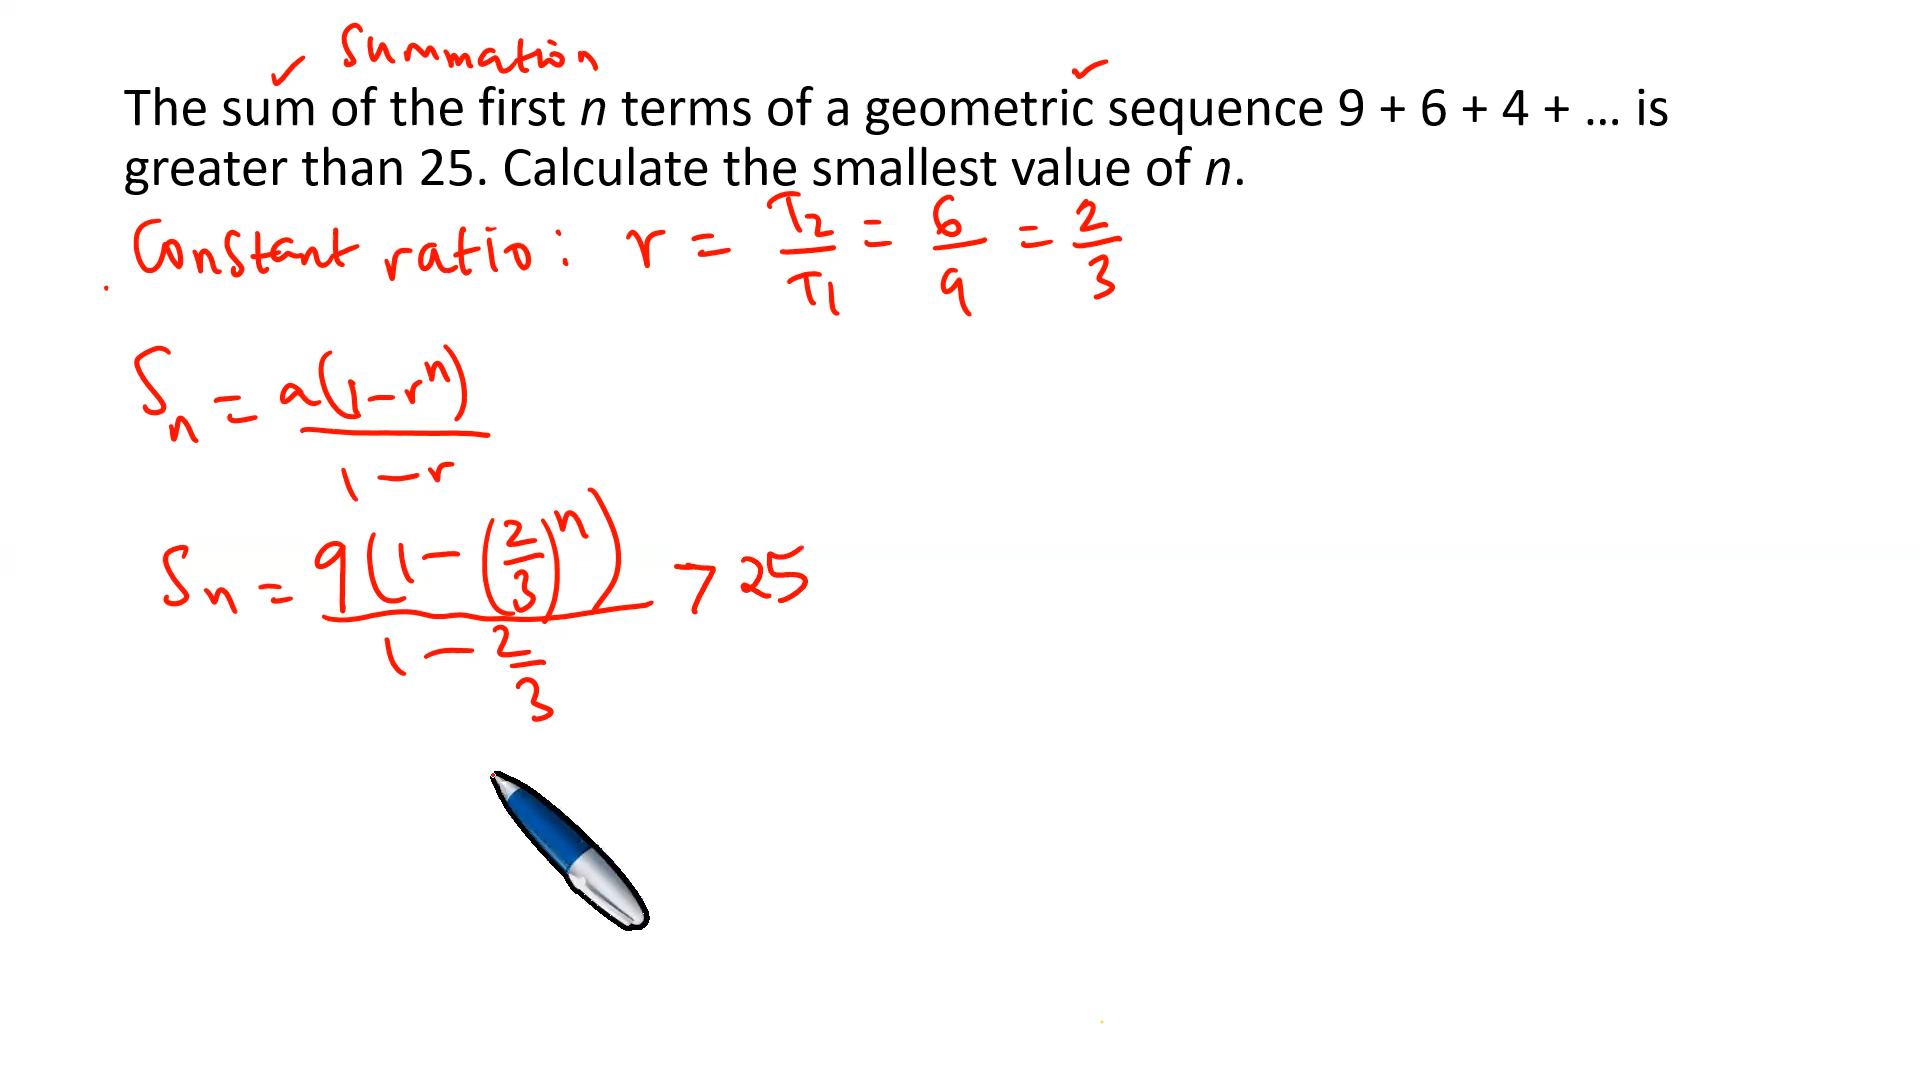 ✓ Summation ✓
The sum of the first n terms of a geometric sequence 9 + 6 + 4 + ... is
greater than 25. Calculate the smallest value of n.
Constant ratio: r = T₂/T₁ = 6/9 = 2/3
Sₙ = a(1-rⁿ)/1-r
Sₙ = 9(1-(2/3)ⁿ)/1-2/3 > 25